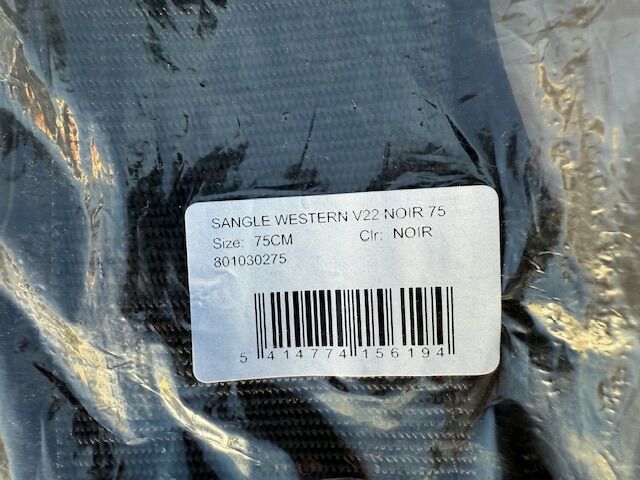 SANGLE WESTERN V22 NOIR 75
Size: 75CM Clr: NOIR
801030275
5 414774 156194